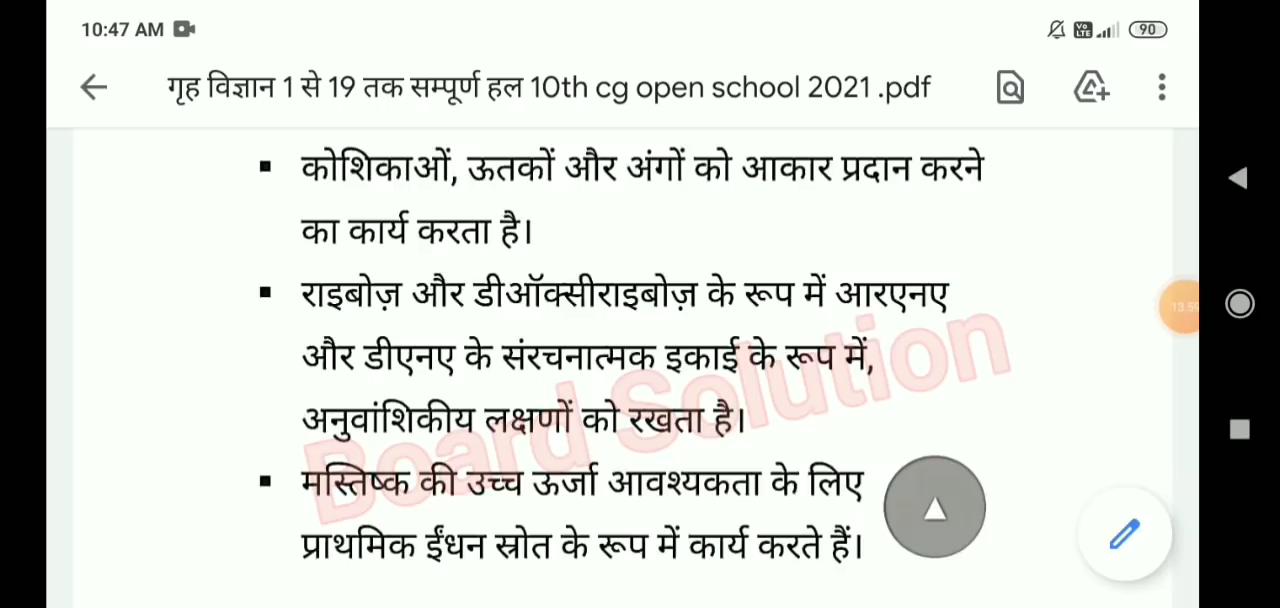 10:47 AM
Vo LTE 90
गृह विज्ञान 1 से 19 तक सम्पूर्ण हल 10th cg open school 2021 .pdf
▪ कोशिकाओं, ऊतकों और अंगों को आकार प्रदान करने
का कार्य करता है।
▪ राइबोज़ और डीऑक्सीराइबोज़ के रूप में आरएनए
और डीएनए के संरचनात्मक इकाई के रूप में,
अनुवांशिकीय लक्षणों को रखता है।
▪ मस्तिष्क की उच्च ऊर्जा आवश्यकता के लिए
प्राथमिक ईंधन स्रोत के रूप में कार्य करते हैं।
Board Solution